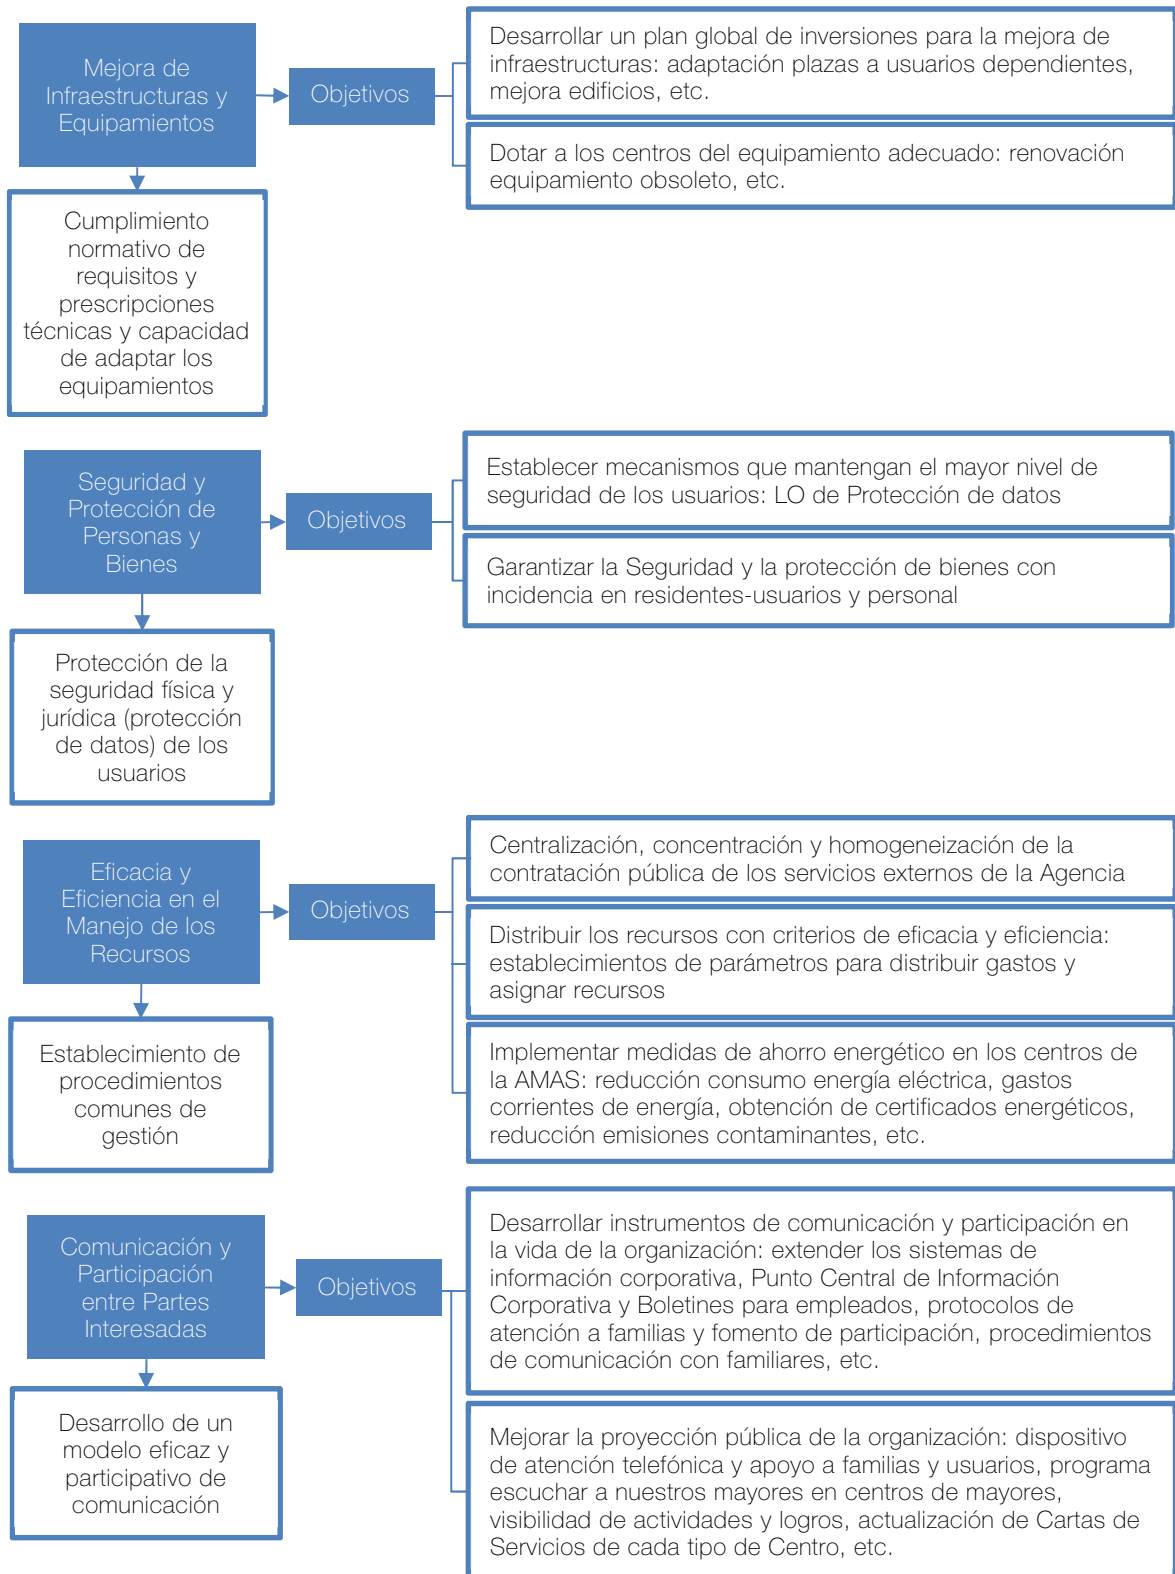 Mejora de
Infraestructuras y
Equipamientos
Objetivos
Desarrollar un plan global de inversiones para la mejora de
infraestructuras: adaptación plazas a usuarios dependientes,
mejora edificios, etc.
Dotar a los centros del equipamiento adecuado: renovación
equipamiento obsoleto, etc.
Cumplimiento
normativo de
requisitos y
prescripciones
técnicas y capacidad
de adaptar los
equipamientos
Seguridad y
Protección de
Personas y
Bienes
Objetivos
Establecer mecanismos que mantengan el mayor nivel de
seguridad de los usuarios: LO de Protección de datos
Garantizar la Seguridad y la protección de bienes con
incidencia en residentes-usuarios y personal
Protección de la
seguridad física y
jurídica (protección
de datos) de los
usuarios
Eficacia y
Eficiencia en el
Manejo de los
Recursos
Objetivos
Centralización, concentración y homogeneización de la
contratación pública de los servicios externos de la Agencia
Distribuir los recursos con criterios de eficacia y eficiencia:
establecimientos de parámetros para distribuir gastos y
asignar recursos
Implementar medidas de ahorro energético en los centros de
la AMAS: reducción consumo energía eléctrica, gastos
corrientes de energía, obtención de certificados energéticos,
reducción emisiones contaminantes, etc.
Establecimiento de
procedimientos
comunes de
gestión
Comunicación y
Participación
entre Partes
Interesadas
Objetivos
Desarrollar instrumentos de comunicación y participación en
la vida de la organización: extender los sistemas de
información corporativa, Punto Central de Información
Corporativa y Boletines para empleados, protocolos de
atención a familias y fomento de participación, procedimientos
de comunicación con familiares, etc.
Mejorar la proyección pública de la organización: dispositivo
de atención telefónica y apoyo a familias y usuarios, programa
escuchar a nuestros mayores en centros de mayores,
visibilidad de actividades y logros, actualización de Cartas de
Servicios de cada tipo de Centro, etc.
Desarrollo de un
modelo eficaz y
participativo de
comunicación